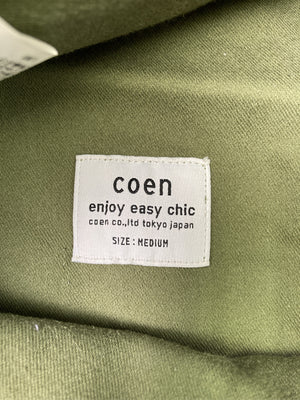 coen
enjoy easy chic
coen co.,ltd tokyo japan
SIZE : MEDIUM